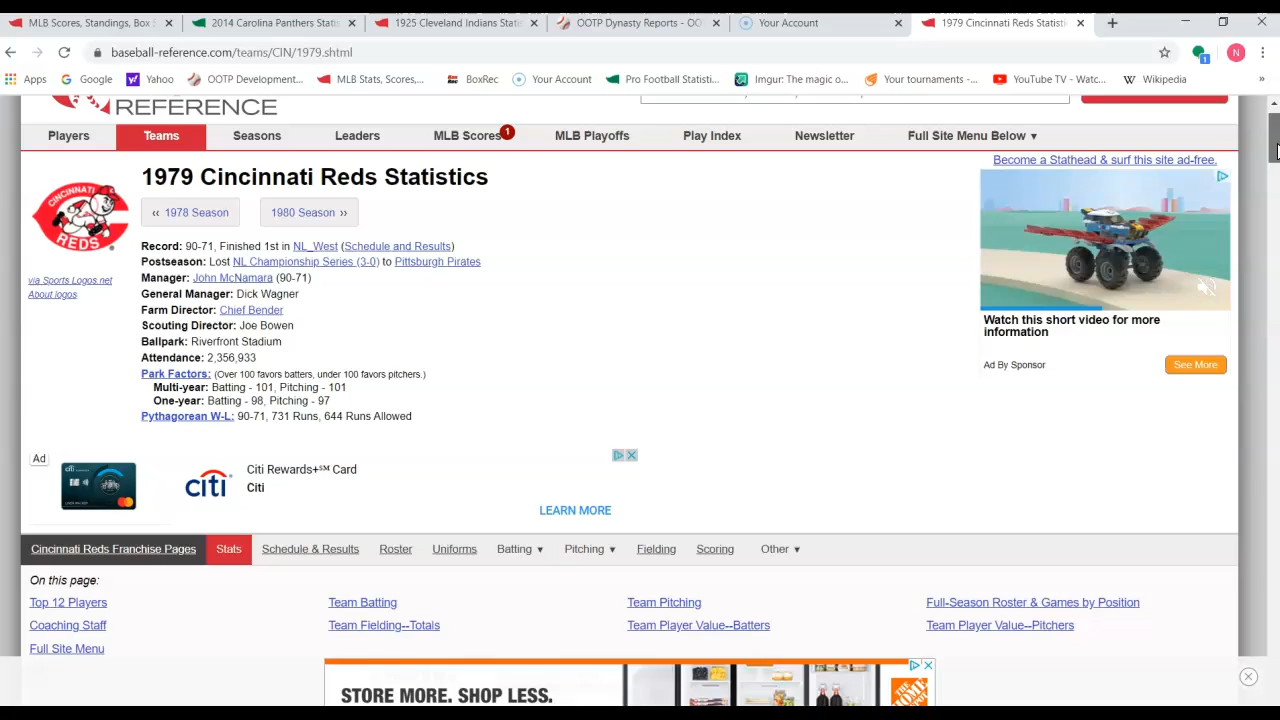 MLB Scores, Standings, Box S
2014 Carolina Panthers Statis
1925 Cleveland Indians Statis
OOTP Dynasty Reports - OO
Your Account
1979 Cincinnati Reds Statisti
baseball-reference.com/teams/CIN/1979.shtml
N
1
Apps
Google
Yahoo
OOTP Development...
MLB Stats, Scores,...
BoxRec
Your Account
Pro Football Statisti...
Imgur: The magic o...
Your tournaments -...
YouTube TV - Watc...
Wikipedia
»
REFERENCE
Players
Teams
Seasons
Leaders
MLB Scores 1
MLB Playoffs
Play Index
Newsletter
Full Site Menu Below ▼
Become a Stathead & surf this site ad-free.
1979 Cincinnati Reds Statistics
CINCINNATI
REDS
« 1978 Season
1980 Season »
Record: 90-71, Finished 1st in NL_West (Schedule and Results)
Postseason: Lost NL Championship Series (3-0) to Pittsburgh Pirates
Manager: John McNamara (90-71)
General Manager: Dick Wagner
Farm Director: Chief Bender
Scouting Director: Joe Bowen
Ballpark: Riverfront Stadium
Attendance: 2,356,933
Park Factors: (Over 100 favors batters, under 100 favors pitchers.)
Multi-year: Batting - 101, Pitching - 101
One-year: Batting - 98, Pitching - 97
Pythagorean W-L: 90-71, 731 Runs, 644 Runs Allowed
via Sports Logos.net
About logos
Watch this short video for more
information
Ad By Sponsor
See More
Ad
citi
Citi Rewards+℠ Card
Citi
LEARN MORE
Cincinnati Reds Franchise Pages
Stats
Schedule & Results
Roster
Uniforms
Batting ▼
Pitching ▼
Fielding
Scoring
Other ▼
On this page:
Top 12 Players
Team Batting
Team Pitching
Full-Season Roster & Games by Position
Coaching Staff
Team Fielding--Totals
Team Player Value--Batters
Team Player Value--Pitchers
Full Site Menu
STORE MORE. SHOP LESS.
THE HOME